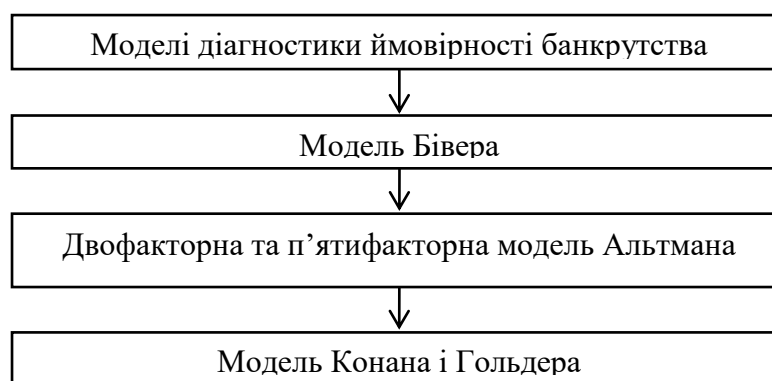 Моделі діагностики ймовірності банкрутства
Модель Бівера
Двофакторна та п’ятифакторна модель Альтмана
Модель Конана і Гольдера